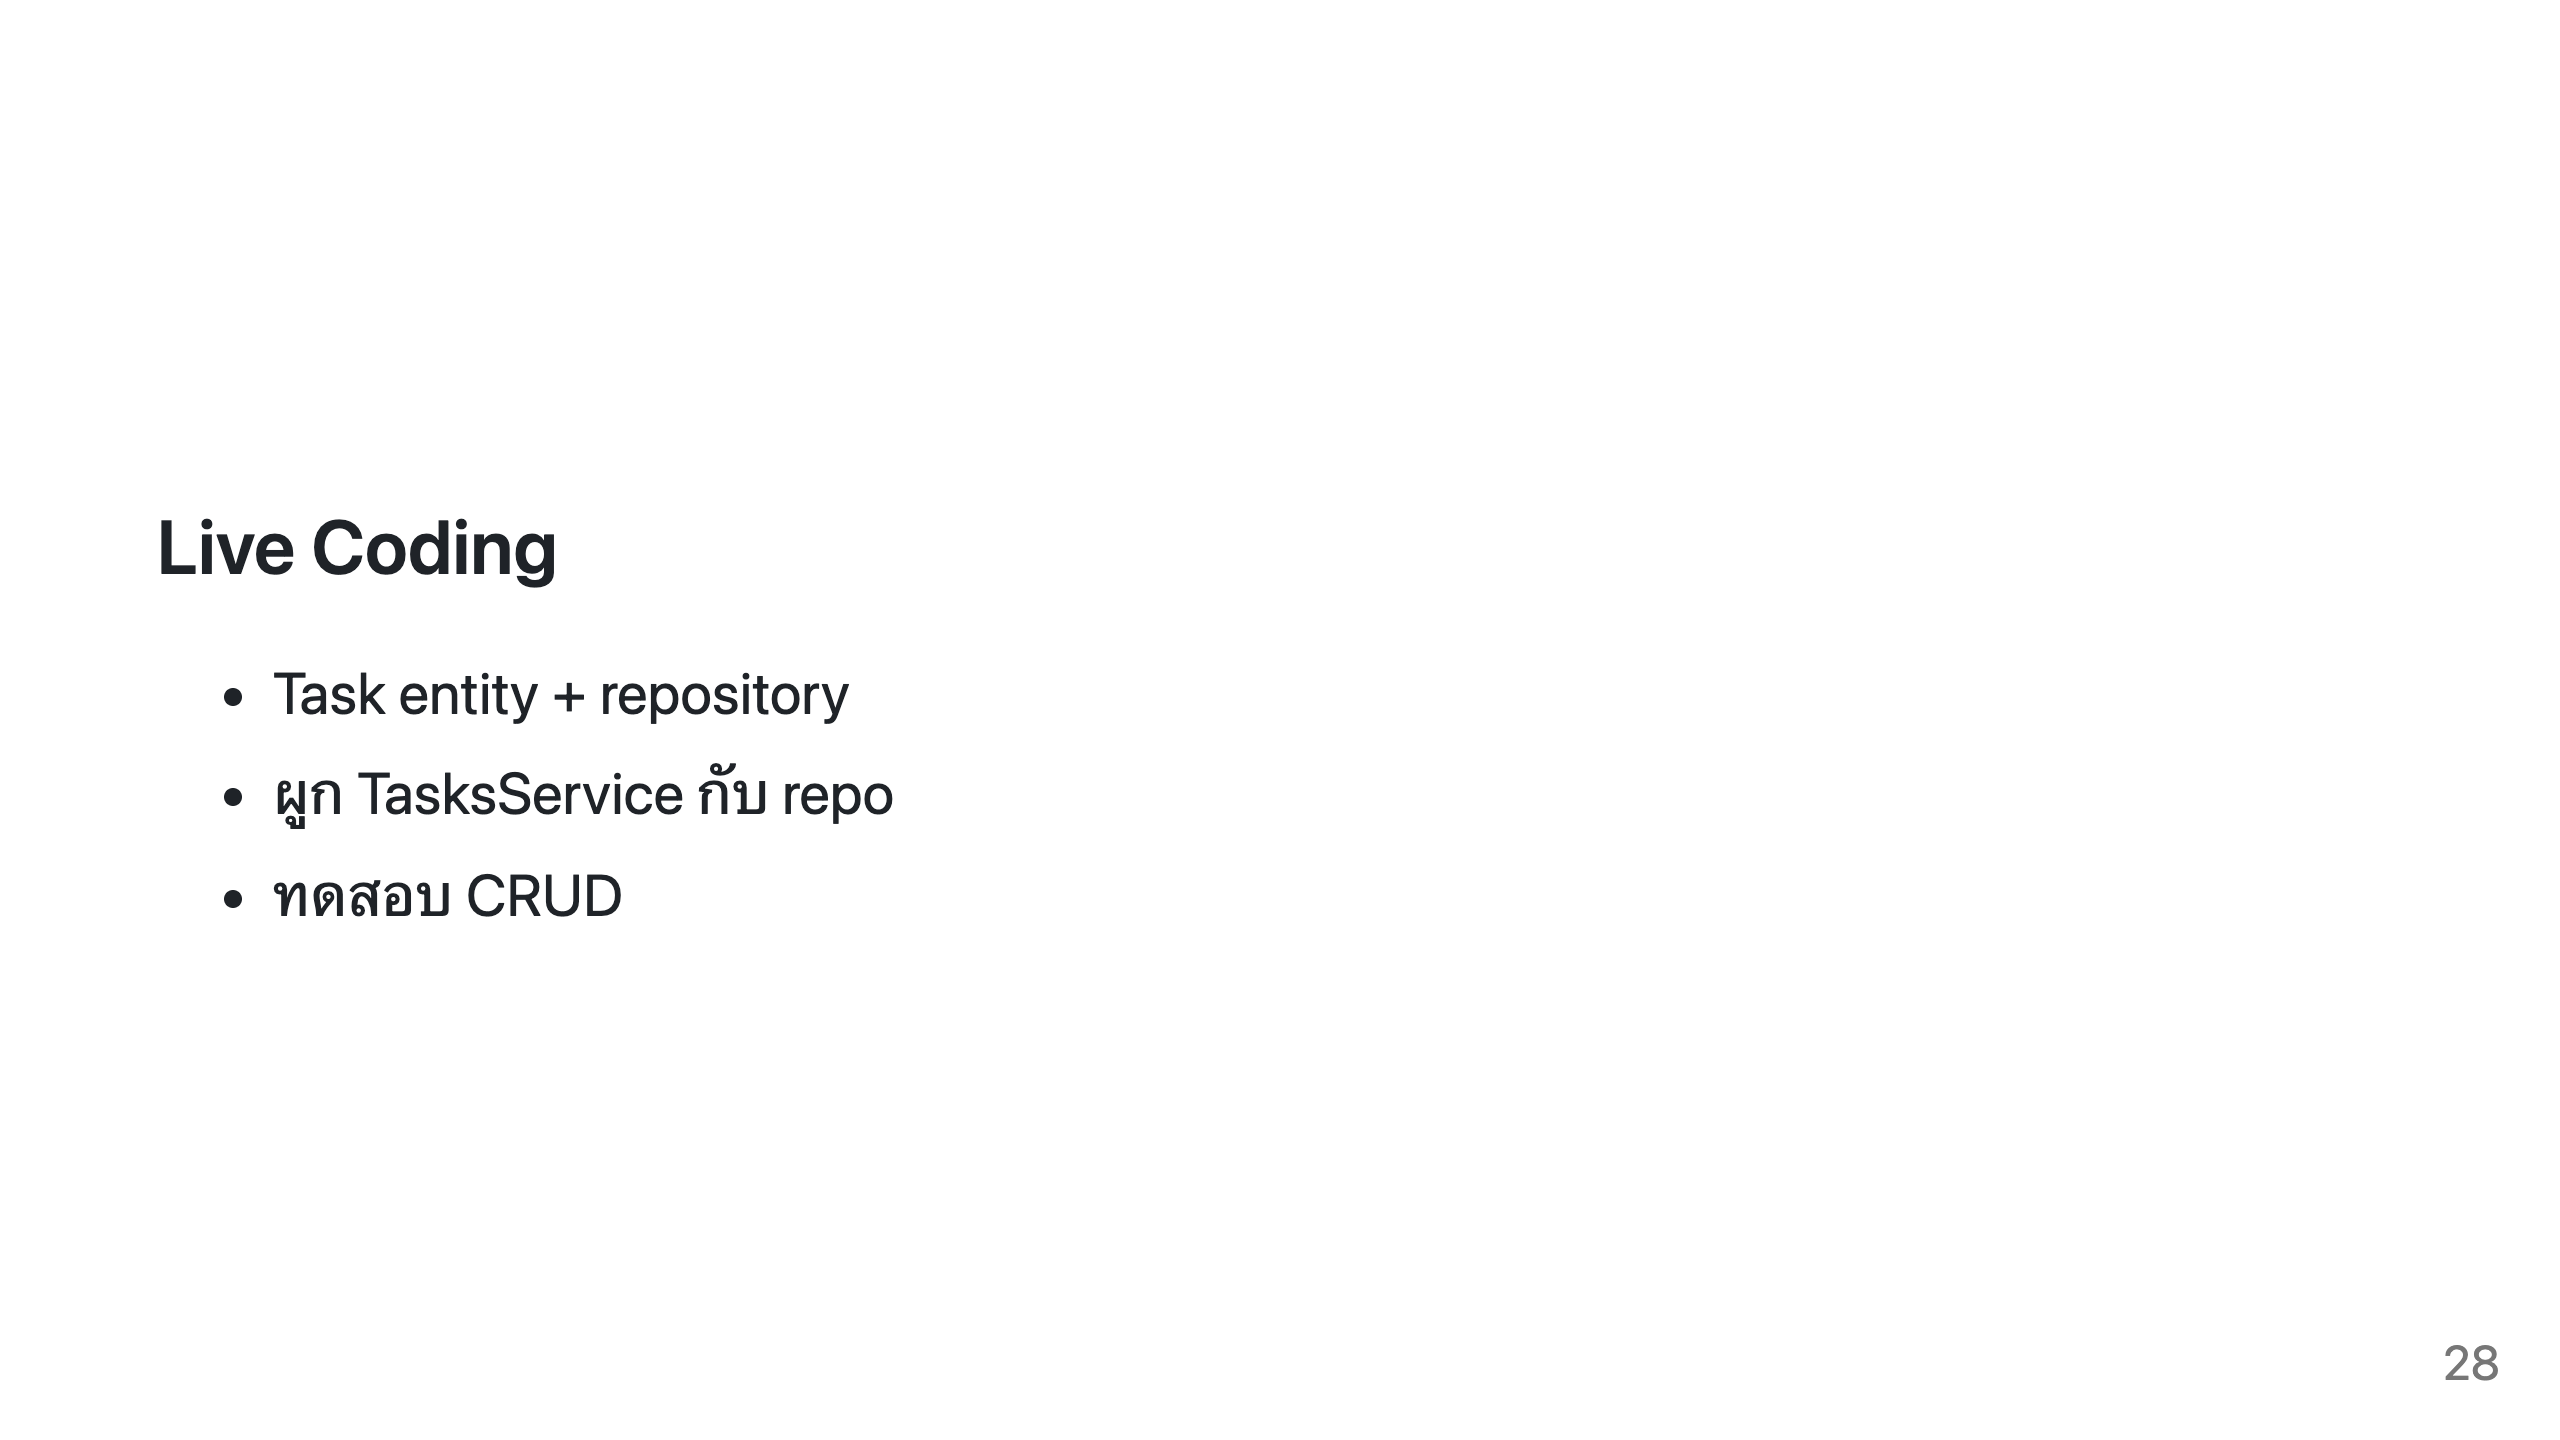 Live Coding
Task entity + repository
ผูก TasksService กับ repo
ทดสอบ CRUD
28